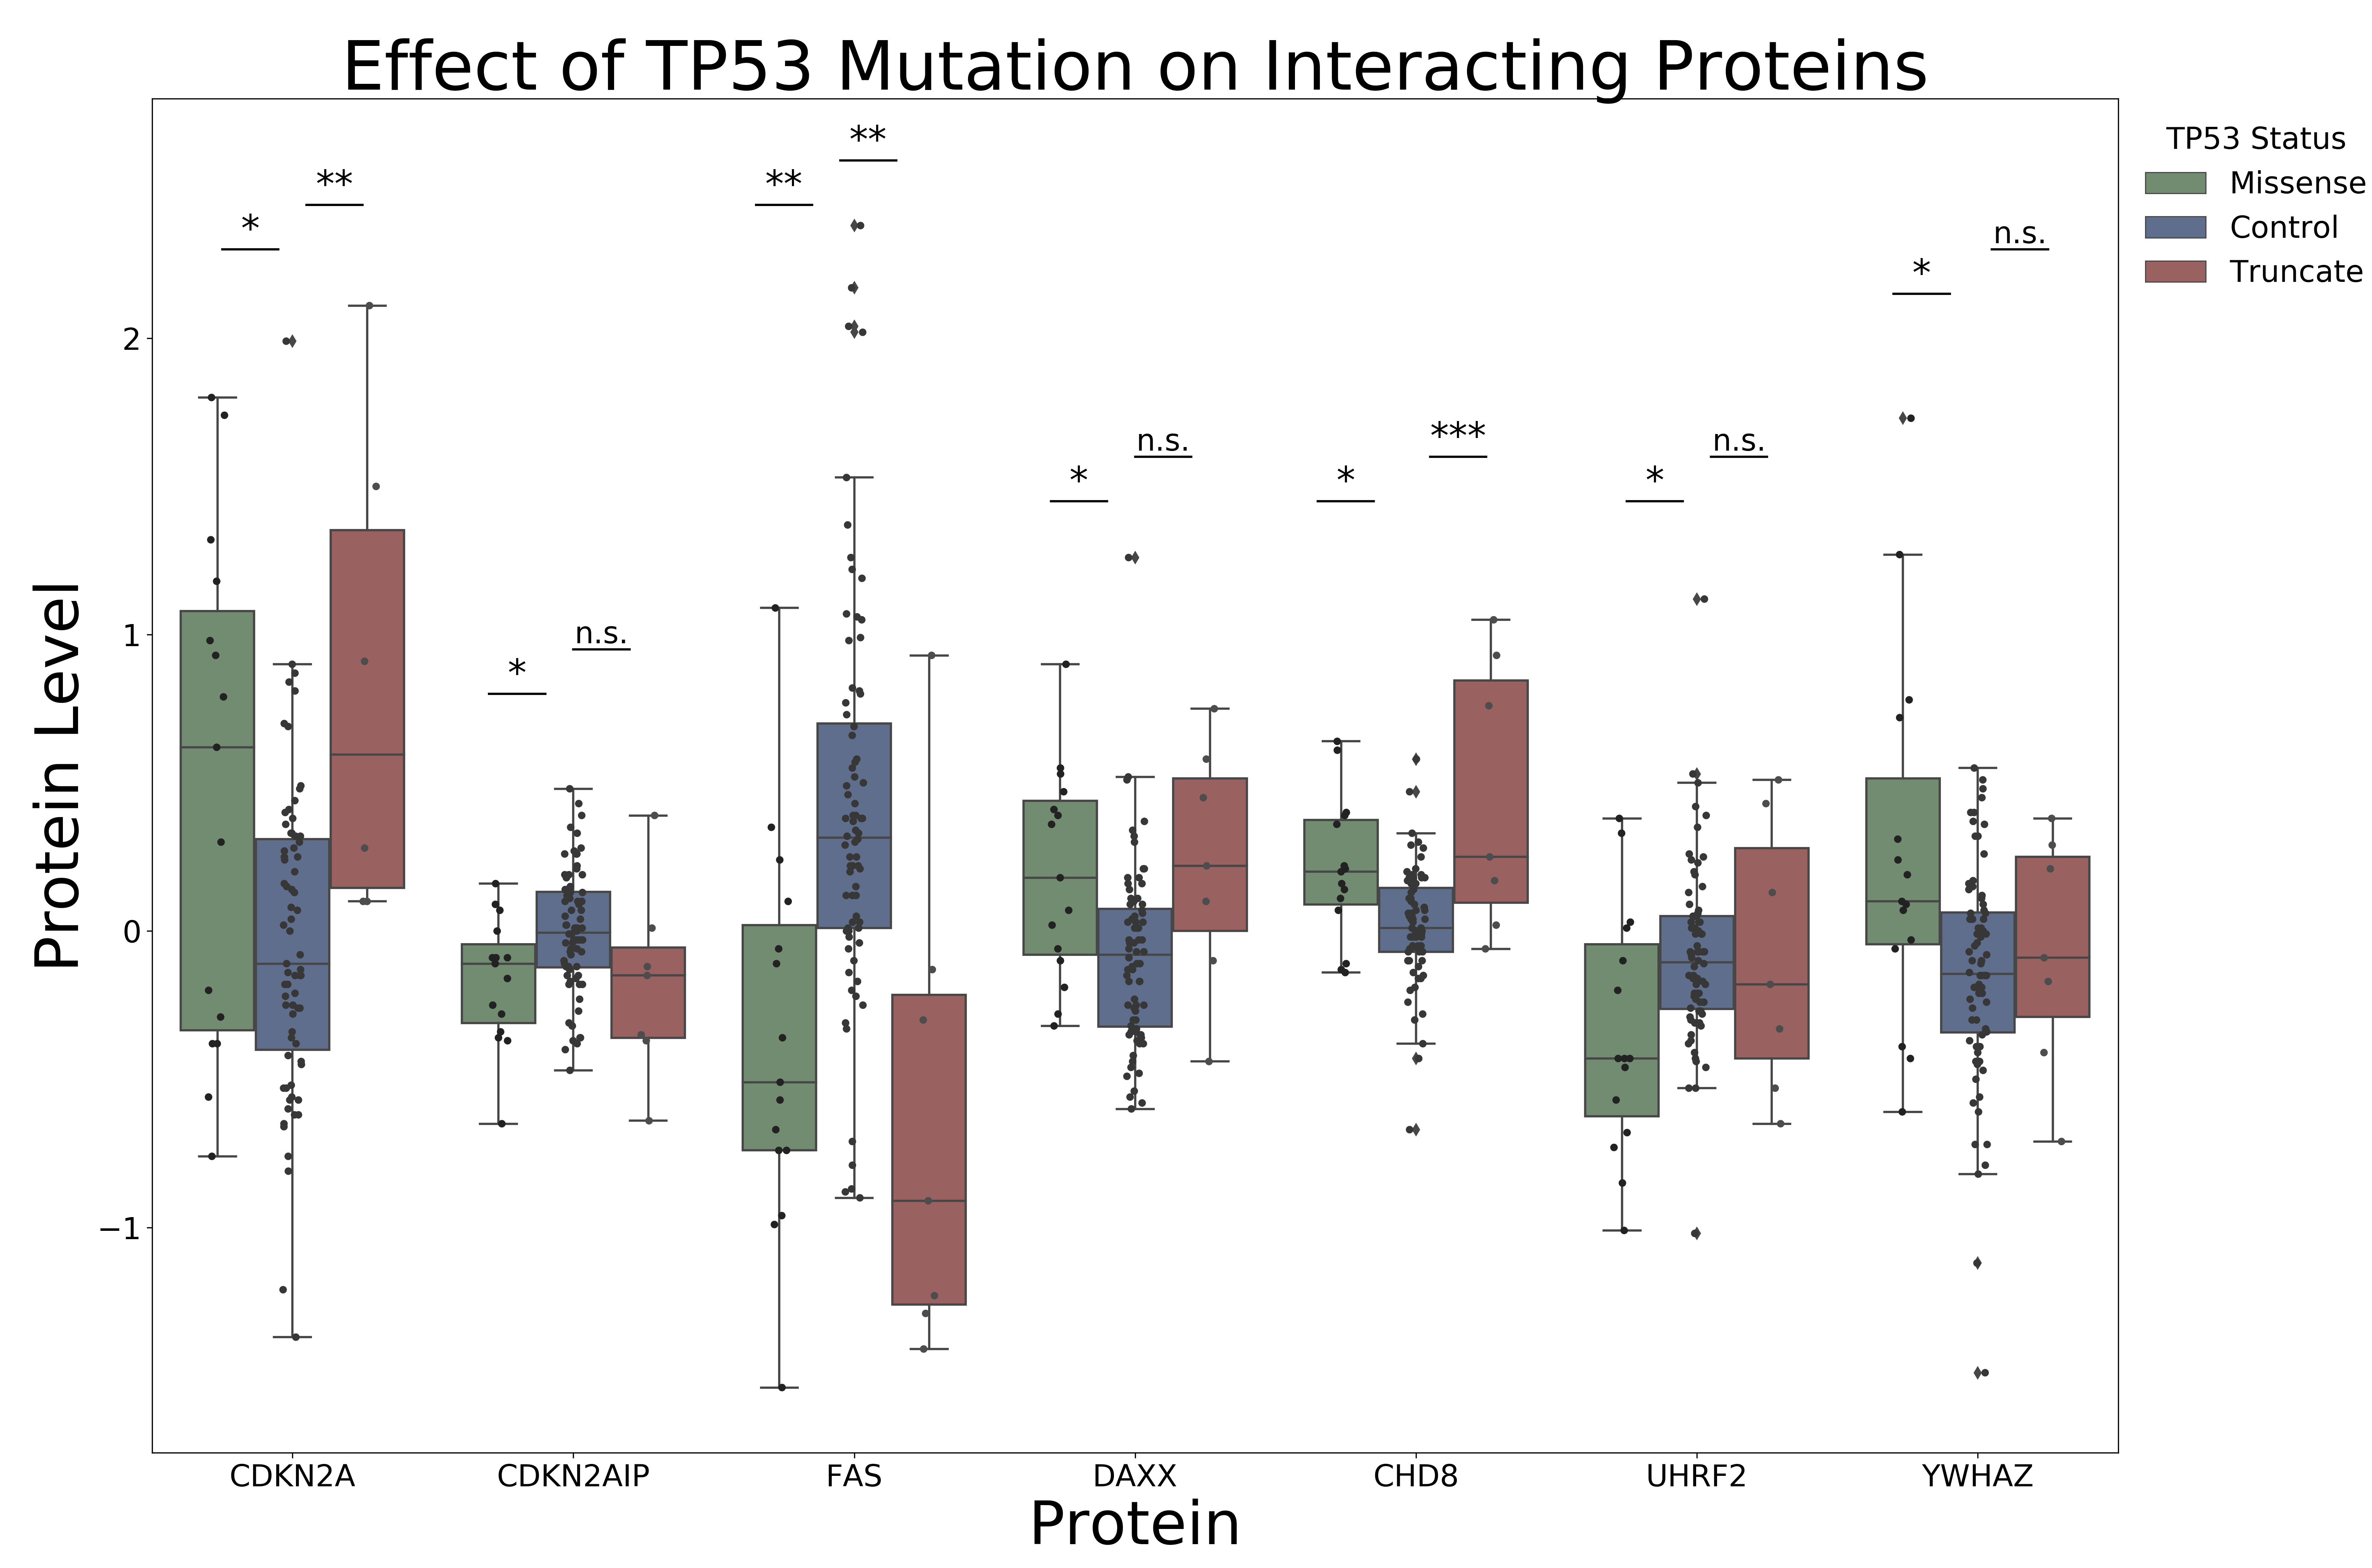 Effect of TP53 Mutation on Interacting Proteins
TP53 Status
Missense
Control
Truncate
Protein Level
2
1
0
−1
*
**
*
n.s.
**
**
*
n.s.
*
***
*
n.s.
*
n.s.
CDKN2A
CDKN2AIP
FAS
DAXX
CHD8
UHRF2
YWHAZ
Protein